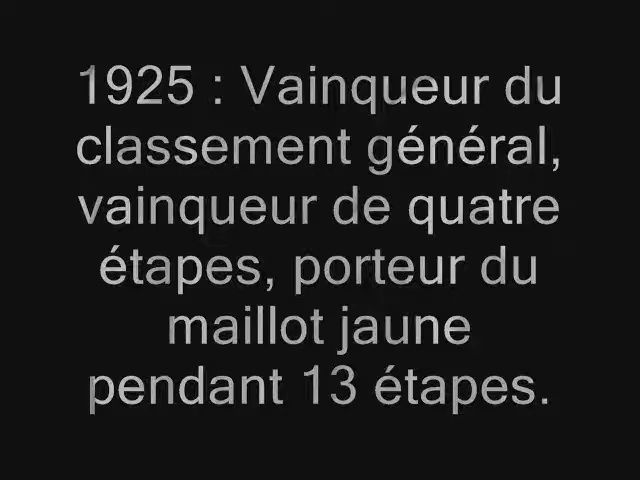 1925 : Vainqueur du
classement général,
vainqueur de quatre
étapes, porteur du
maillot jaune
pendant 13 étapes.